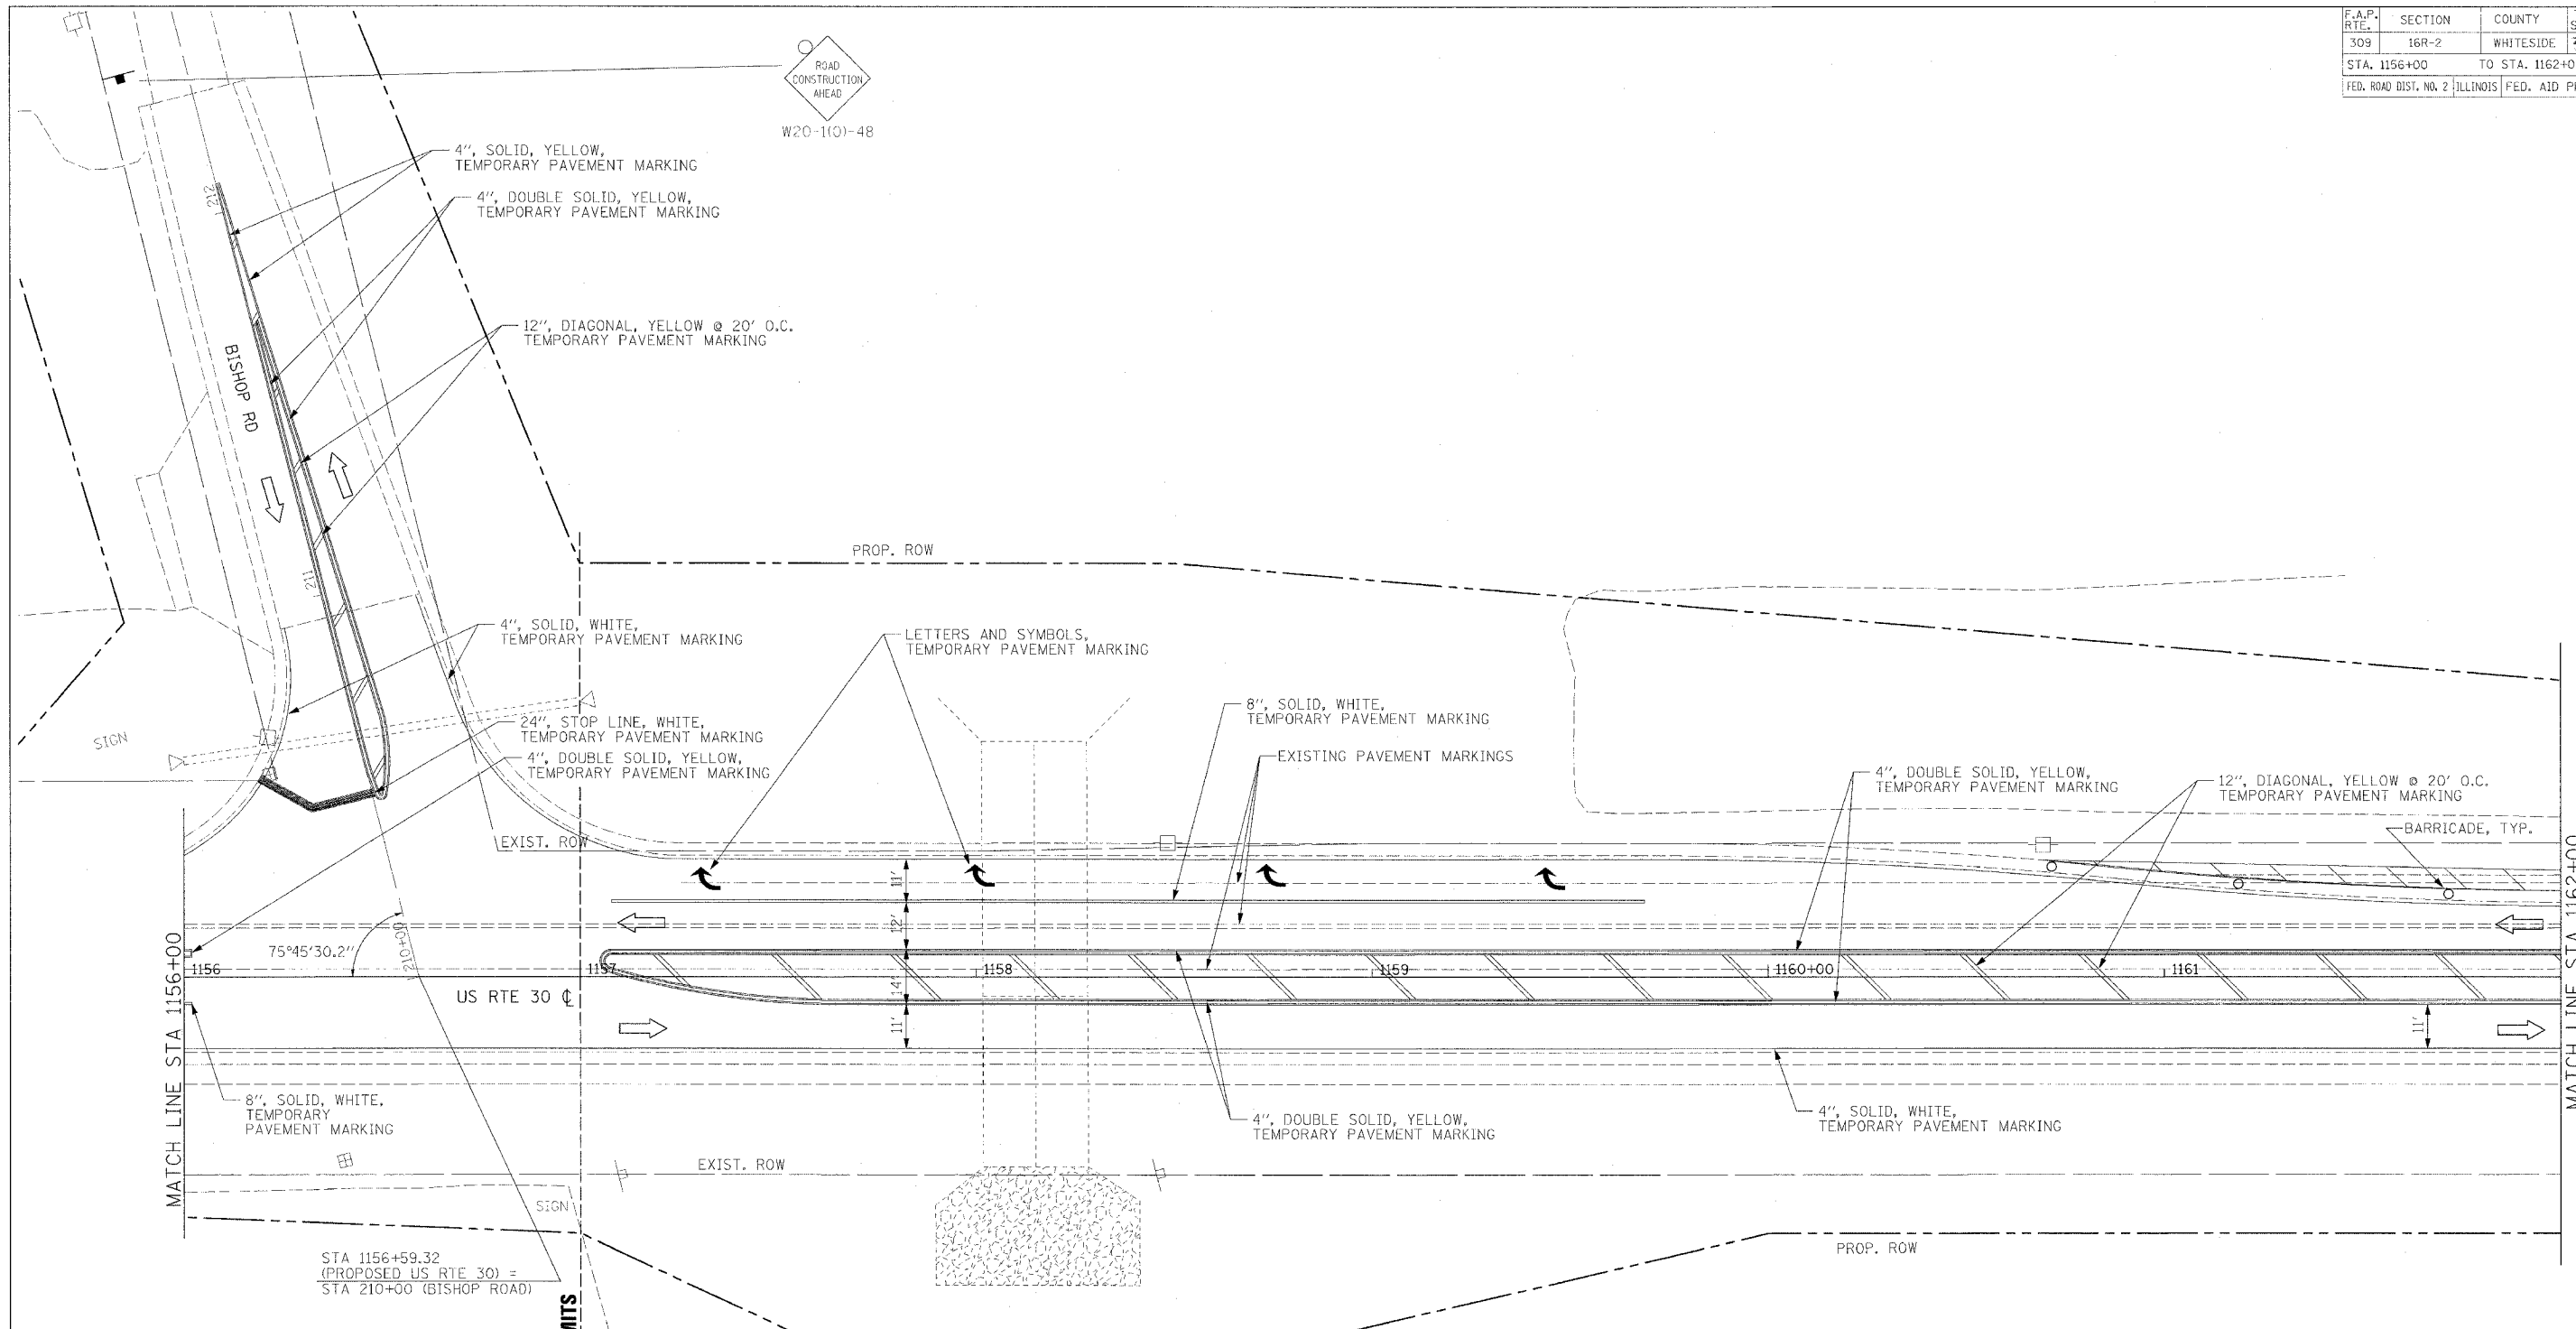 F.A.P. RTE. SECTION COUNTY
309 16R-2 WHITESIDE
STA. 1156+00 TO STA. 1162+0
FED. ROAD DIST. NO. 2 ILLINOIS FED. AID
ROAD
CONSTRUCTION
AHEAD
W20-1(O)-48
4", SOLID, YELLOW,
TEMPORARY PAVEMENT MARKING
4", DOUBLE SOLID, YELLOW,
TEMPORARY PAVEMENT MARKING
212
12", DIAGONAL, YELLOW @ 20' O.C.
TEMPORARY PAVEMENT MARKING
BISHOP RD
211
PROP. ROW
4", SOLID, WHITE,
TEMPORARY PAVEMENT MARKING
LETTERS AND SYMBOLS,
TEMPORARY PAVEMENT MARKING
8", SOLID, WHITE,
TEMPORARY PAVEMENT MARKING
24", STOP LINE, WHITE,
TEMPORARY PAVEMENT MARKING
SIGN
4", DOUBLE SOLID, YELLOW,
TEMPORARY PAVEMENT MARKING
EXISTING PAVEMENT MARKINGS
4", DOUBLE SOLID, YELLOW,
TEMPORARY PAVEMENT MARKING
12", DIAGONAL, YELLOW @ 20' O.C.
TEMPORARY PAVEMENT MARKING
BARRICADE, TYP.
EXIST. ROW
11'
12'
14'
11'
11'
75°45'30.2"
210+00
1156
1157
1158
1159
1160+00
1161
US RTE 30 ℄
MATCH LINE STA 1156+00
MATCH LINE STA 1162+00
8", SOLID, WHITE,
TEMPORARY
PAVEMENT MARKING
4", DOUBLE SOLID, YELLOW,
TEMPORARY PAVEMENT MARKING
4", SOLID, WHITE,
TEMPORARY PAVEMENT MARKING
EXIST. ROW
SIGN
PROP. ROW
STA 1156+59.32
(PROPOSED US RTE 30) =
STA 210+00 (BISHOP ROAD)
MITS